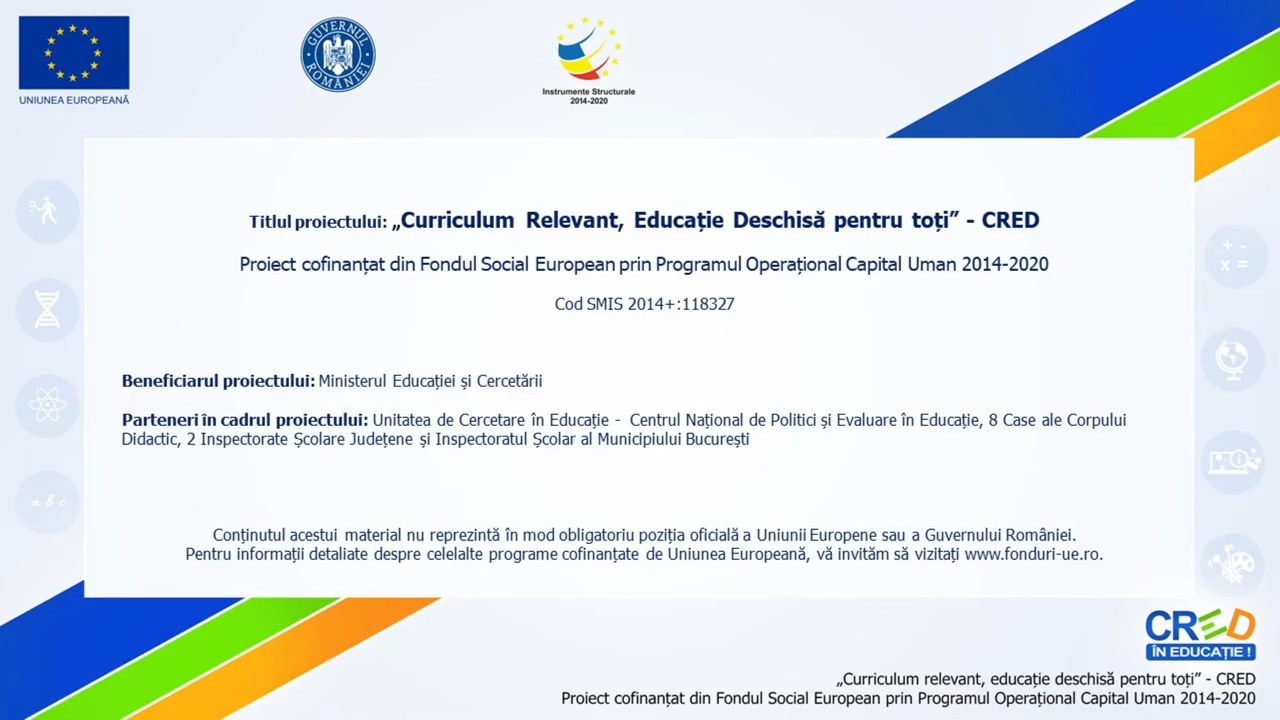 UNIUNEA EUROPEANĂ
GUVERNUL ROMÂNIEI
Instrumente Structurale
2014-2020
Titlul proiectului: „Curriculum Relevant, Educație Deschisă pentru toți” - CRED
Proiect cofinanțat din Fondul Social European prin Programul Operațional Capital Uman 2014-2020
Cod SMIS 2014+:118327
Beneficiarul proiectului: Ministerul Educației și Cercetării
Parteneri în cadrul proiectului: Unitatea de Cercetare în Educație - Centrul Național de Politici și Evaluare în Educație, 8 Case ale Corpului
Didactic, 2 Inspectorate Școlare Județene și Inspectoratul Școlar al Municipiului București
Conținutul acestui material nu reprezintă în mod obligatoriu poziția oficială a Uniunii Europene sau a Guvernului României.
Pentru informații detaliate despre celelalte programe cofinanțate de Uniunea Europeană, vă invităm să vizitați www.fonduri-ue.ro.
+ -
x =
a b c
CRED
ÎN EDUCAȚIE !
„Curriculum relevant, educație deschisă pentru toți” - CRED
Proiect cofinanțat din Fondul Social European prin Programul Operațional Capital Uman 2014-2020